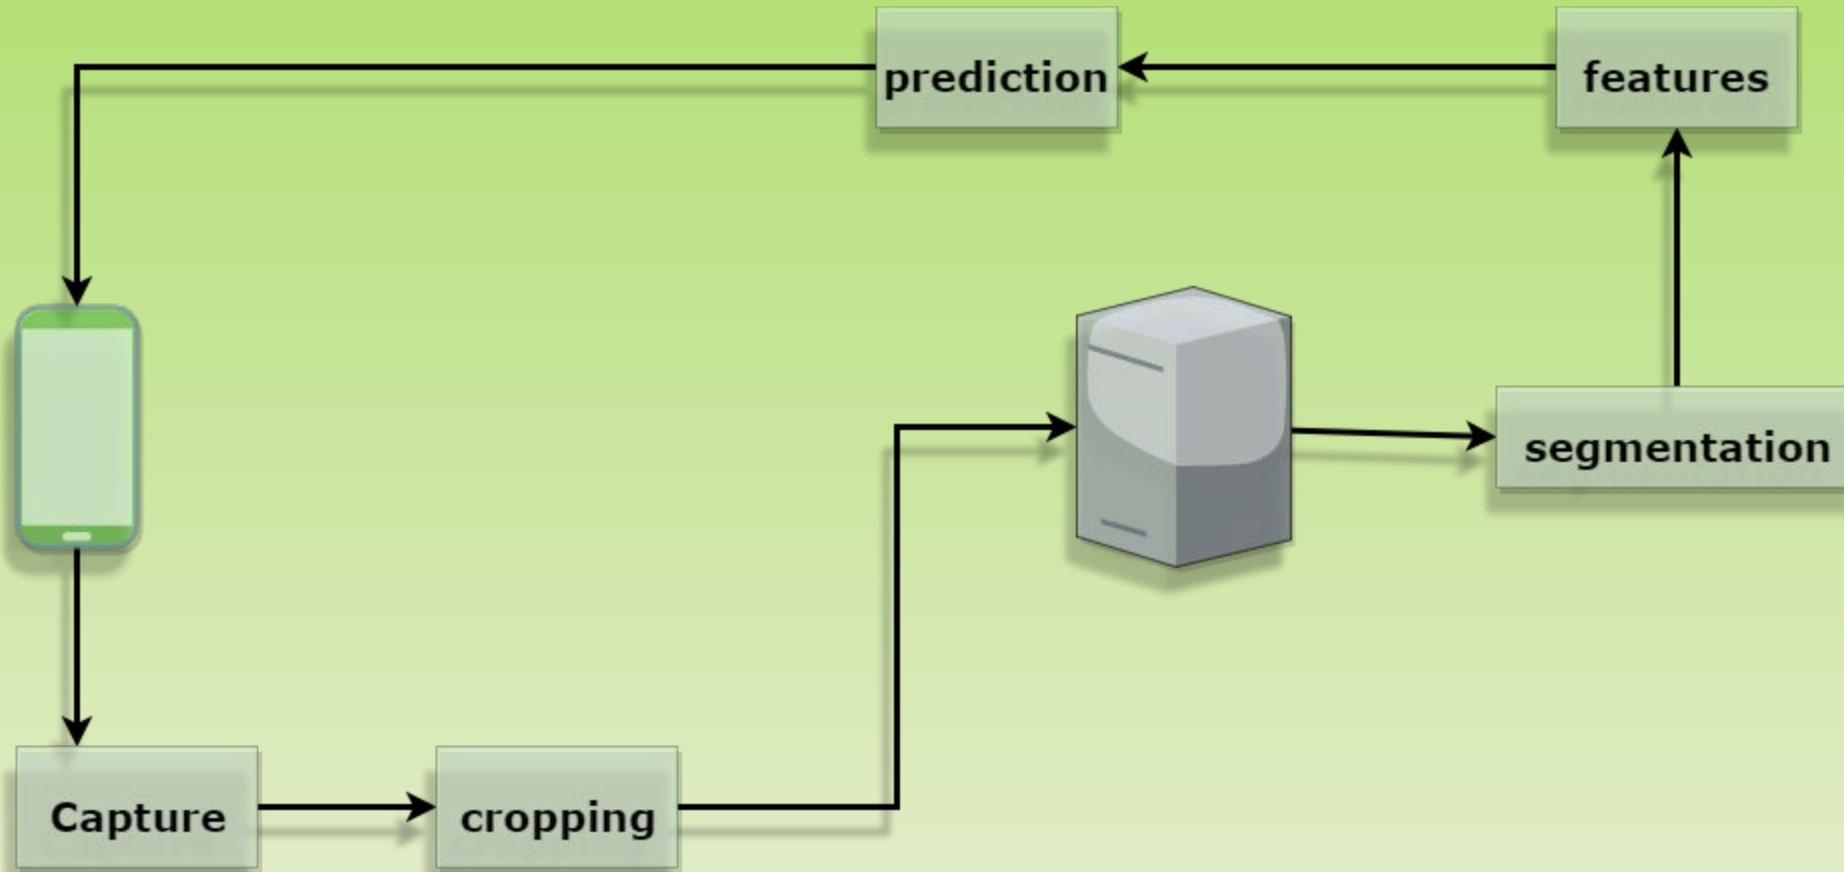 prediction
features
segmentation
Capture
cropping